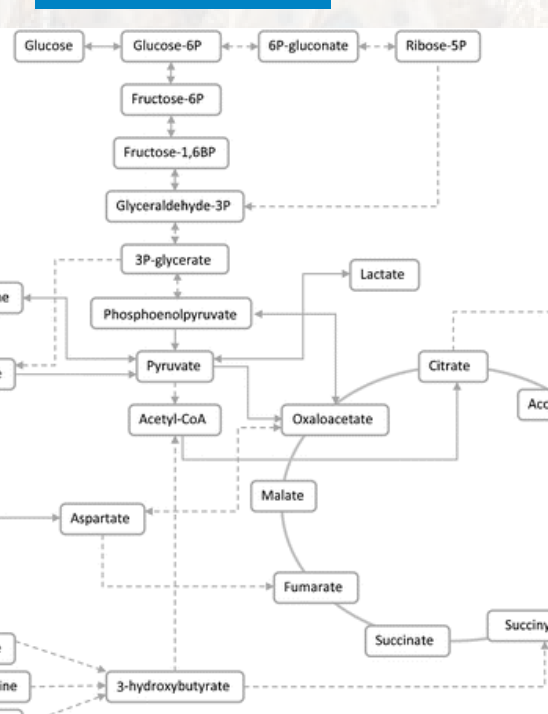 Glucose
Glucose-6P
6P-gluconate
Ribose-5P
Fructose-6P
Fructose-1,6BP
Glyceraldehyde-3P
3P-glycerate
Lactate
Phosphoenolpyruvate
Pyruvate
Citrate
Acetyl-CoA
Oxaloacetate
Malate
Aspartate
Fumarate
Succinate
3-hydroxybutyrate